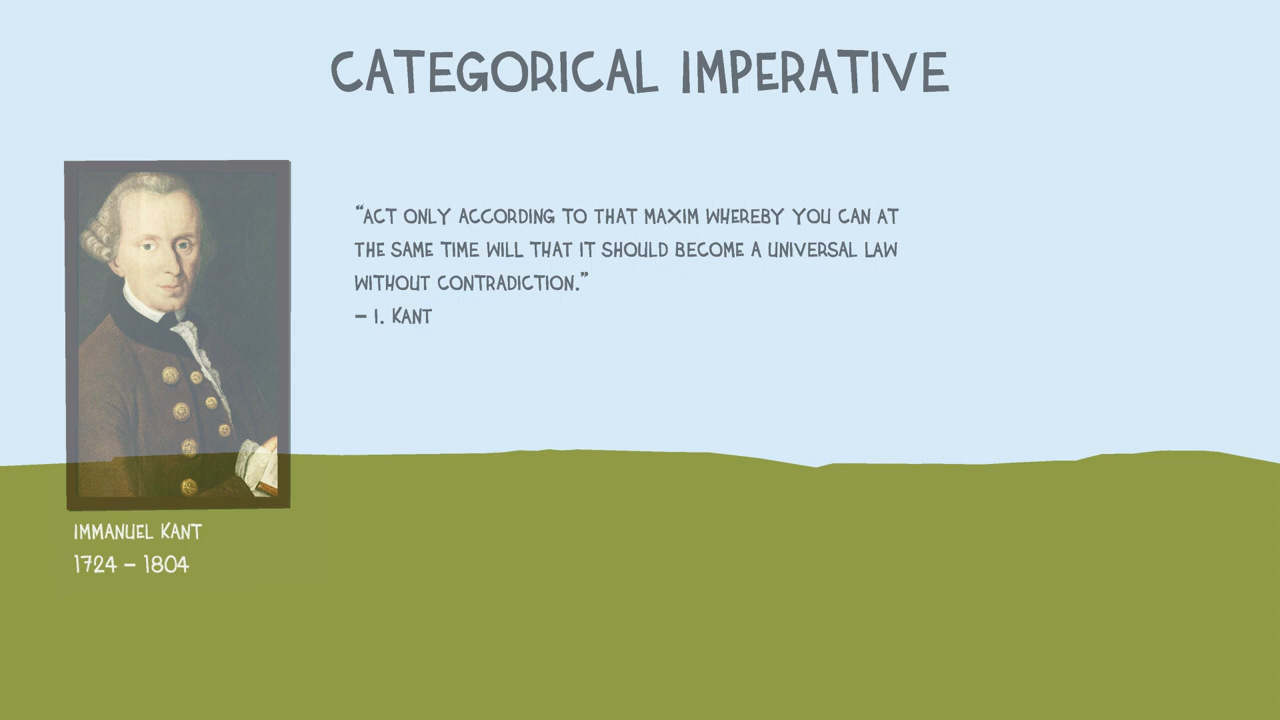 CATEGORICAL IMPERATIVE
“ACT ONLY ACCORDING TO THAT MAXIM WHEREBY YOU CAN AT
THE SAME TIME WILL THAT IT SHOULD BECOME A UNIVERSAL LAW
WITHOUT CONTRADICTION.”
– I. KANT
IMMANUEL KANT
1724 – 1804